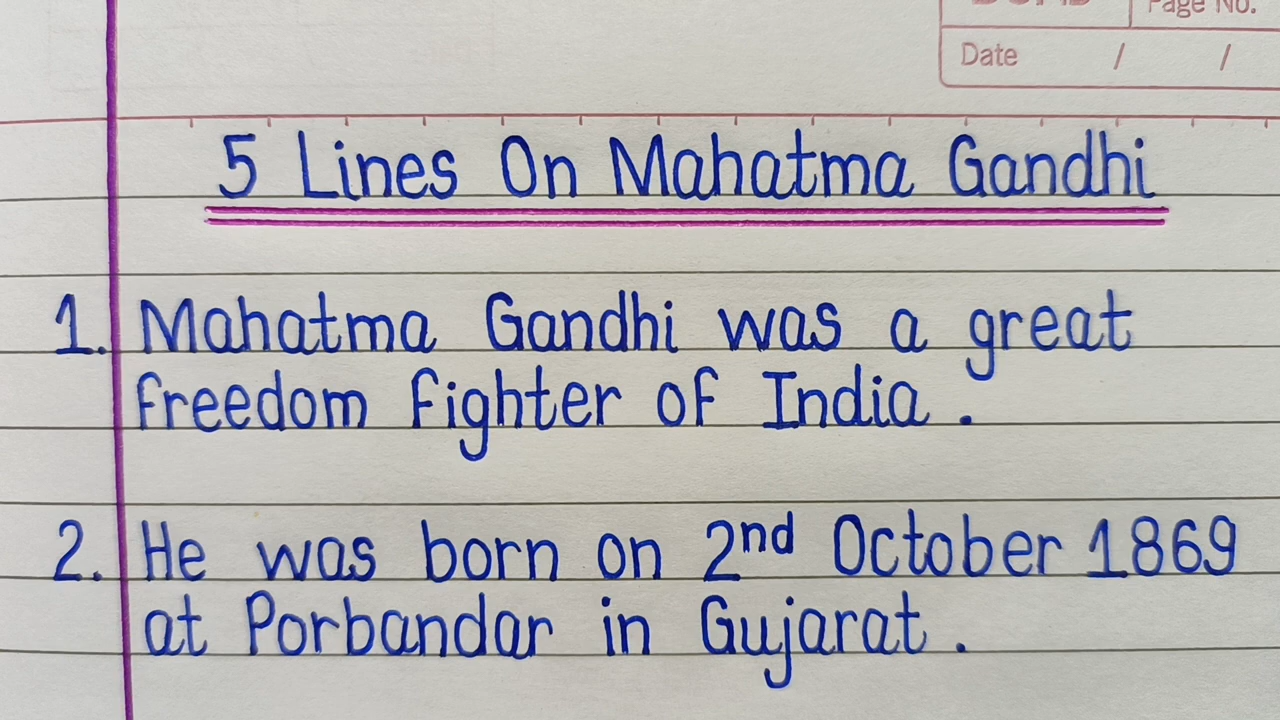 Page No.
Date / /
5 Lines On Mahatma Gandhi
1. Mahatma Gandhi was a great
freedom fighter of India.
2. He was born on 2nd October 1869
at Porbandar in Gujarat.